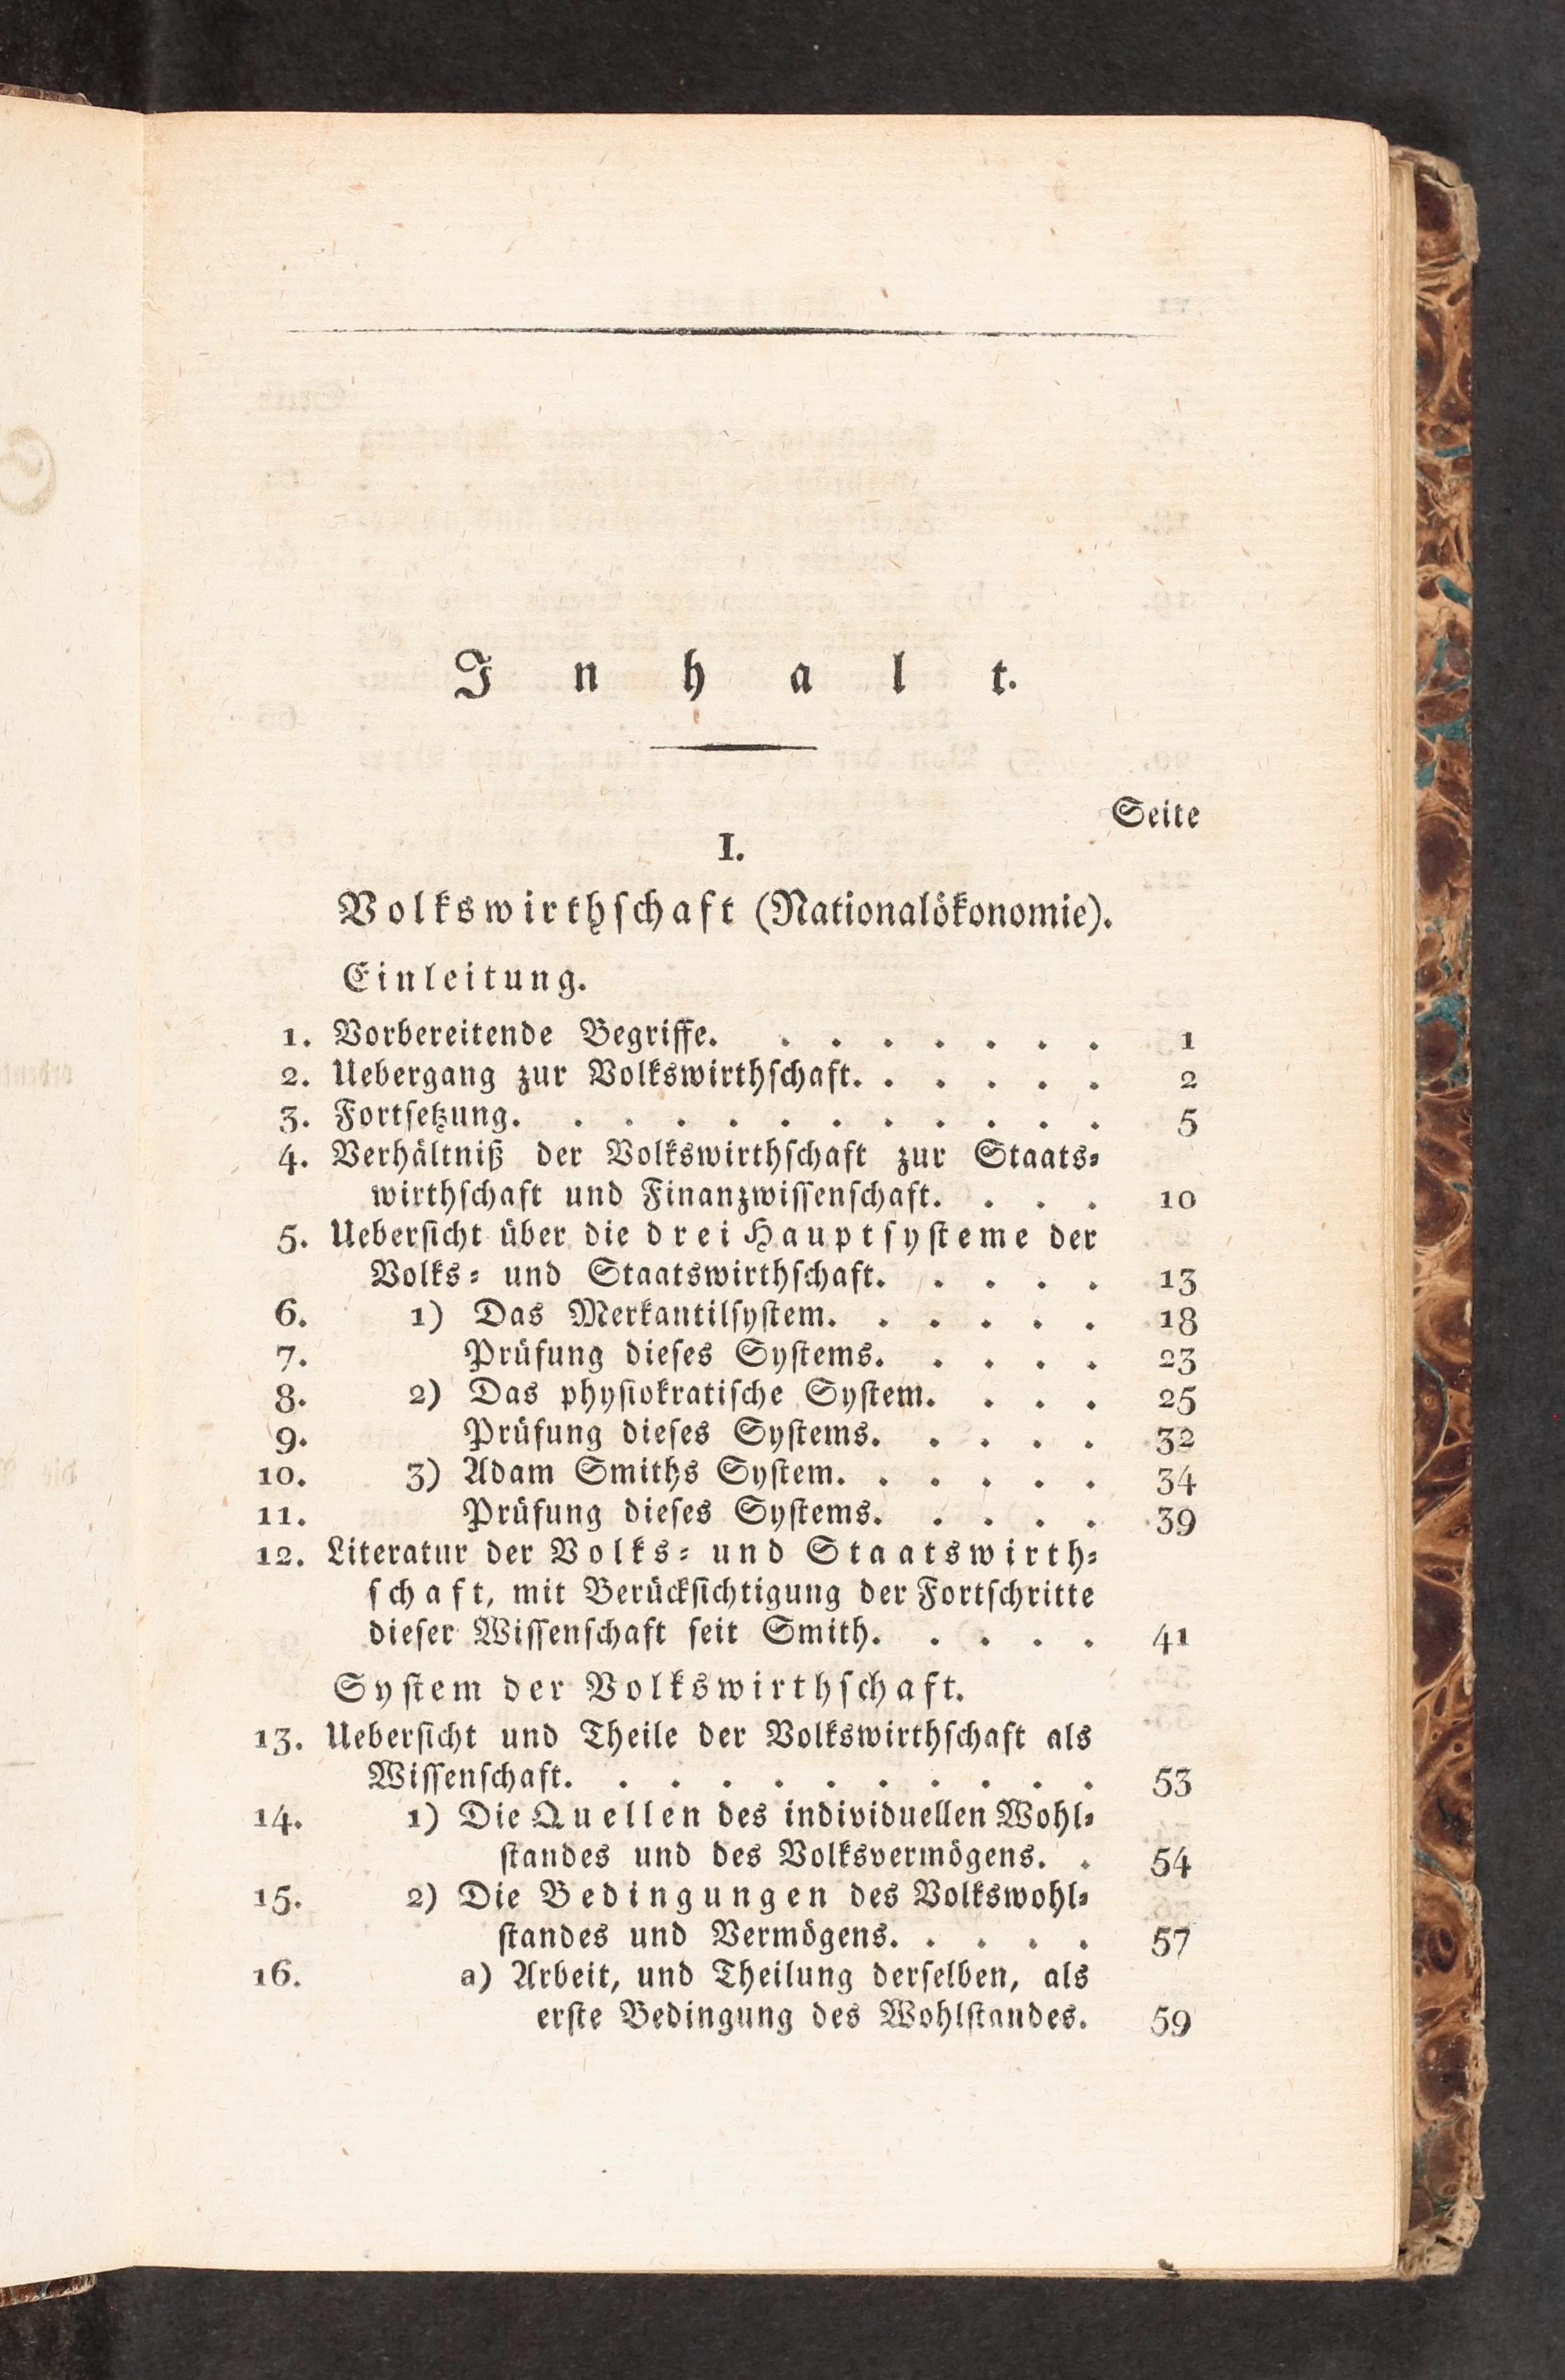 Inhalt.
Seite
I.
Volkswirthschaft (Nationalökonomie).
Einleitung.
1. Vorbereitende Begriffe. . . . . . . . 1
2. Uebergang zur Volkswirthschaft. . . . . . 2
3. Fortsetzung. . . . . . . . . . . . 5
4. Verhältniß der Volkswirthschaft zur Staats-
wirthschaft und Finanzwissenschaft. . . . 10
5. Uebersicht über die drei Hauptsysteme der
Volks- und Staatswirthschaft. . . . . 13
6. 1) Das Merkantilsystem. . . . . . 18
7. Prüfung dieses Systems. . . . . 23
8. 2) Das physiokratische System. . . . 25
9. Prüfung dieses Systems. . . . . 32
10. 3) Adam Smiths System. . . . . . 34
11. Prüfung dieses Systems. . . . . 39
12. Literatur der Volks- und Staatswirth-
schaft, mit Berücksichtigung der Fortschritte
dieser Wissenschaft seit Smith. . . . . 41
System der Volkswirthschaft.
13. Uebersicht und Theile der Volkswirthschaft als
Wissenschaft. . . . . . . . . . . 53
14. 1) Die Quellen des individuellen Wohl-
standes und des Volksvermögens. . 54
15. 2) Die Bedingungen des Volkswohl-
standes und Vermögens. . . . . 57
16. a) Arbeit, und Theilung derselben, als
erste Bedingung des Wohlstandes. 59